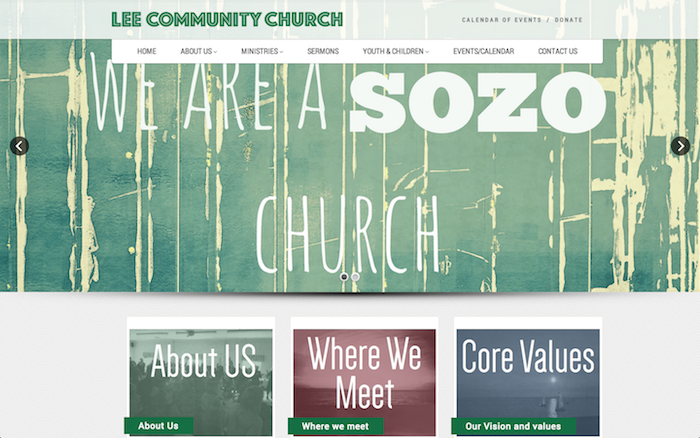 LEE COMMUNITY CHURCH
CALENDAR OF EVENTS / DONATE
HOME ABOUT US MINISTRIES SERMONS YOUTH & CHILDREN EVENTS/CALENDAR CONTACT US
WE ARE A SOZO
CHURCH
About US
Where We
Meet
Core Values
About Us
Where we meet
Our Vision and values